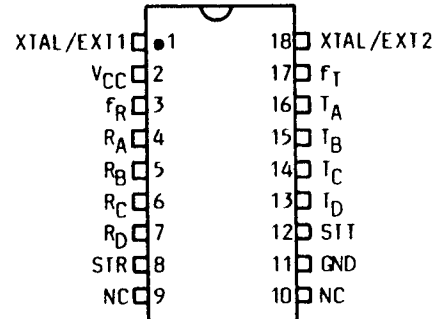 XTAL/EXT1 1 18 XTAL/EXT2
VCC 2 17 fT
fR 3 16 TA
RA 4 15 TB
RB 5 14 TC
RC 6 13 TD
RD 7 12 STT
STR 8 11 GND
NC 9 10 NC